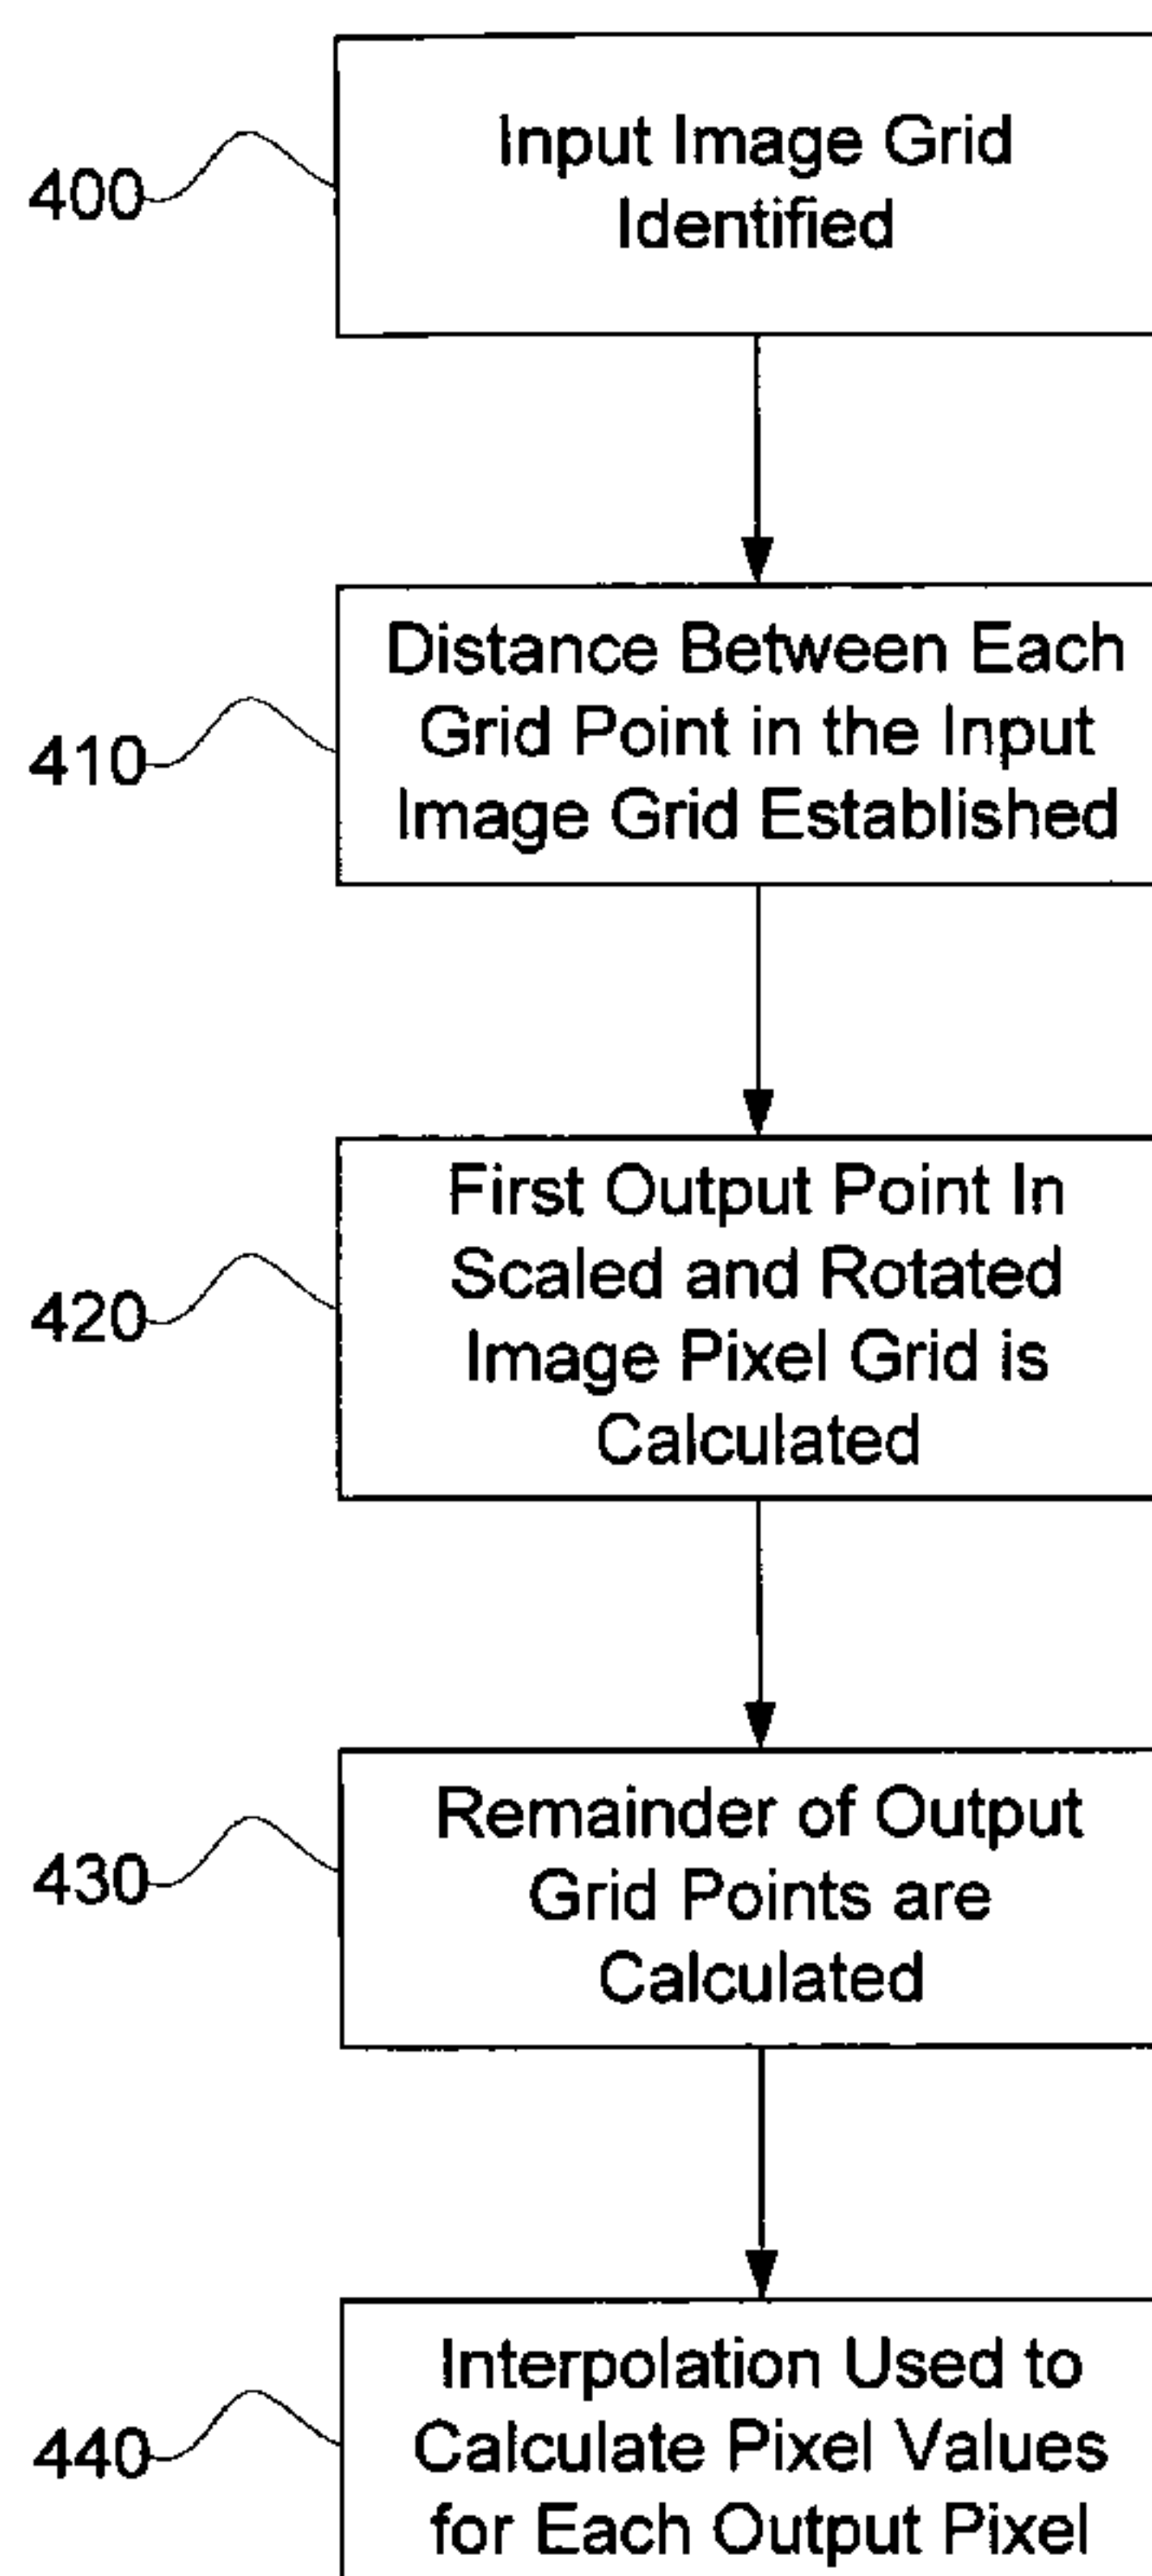 400
Input Image Grid
Identified
410
Distance Between Each
Grid Point in the Input
Image Grid Established
420
First Output Point In
Scaled and Rotated
Image Pixel Grid is
Calculated
430
Remainder of Output
Grid Points are
Calculated
440
Interpolation Used to
Calculate Pixel Values
for Each Output Pixel